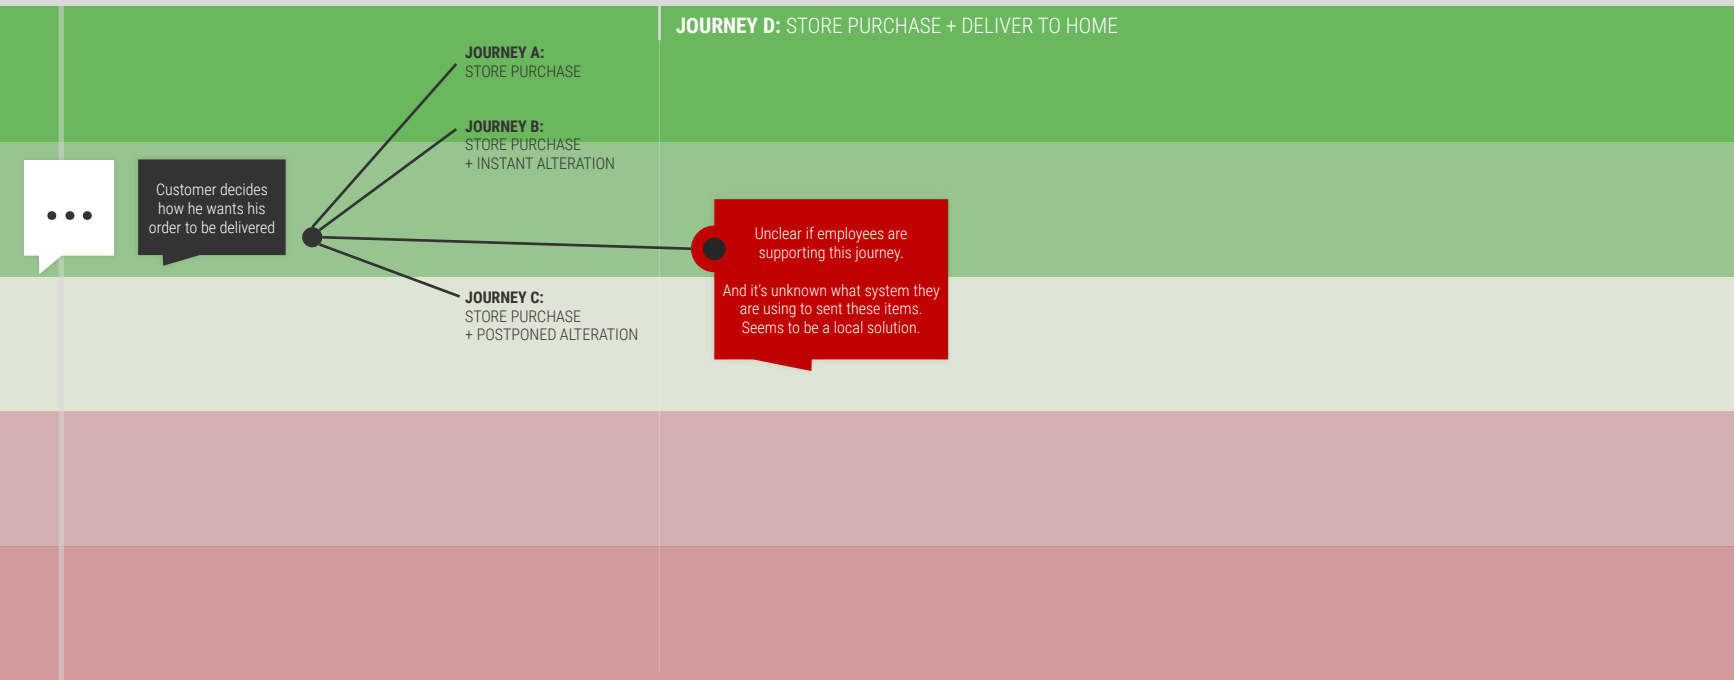 JOURNEY D: STORE PURCHASE + DELIVER TO HOME
JOURNEY A:
STORE PURCHASE
JOURNEY B:
STORE PURCHASE
+ INSTANT ALTERATION
Customer decides
how he wants his
order to be delivered
Unclear if employees are
supporting this journey.
And it's unknown what system they
are using to sent these items.
Seems to be a local solution.
JOURNEY C:
STORE PURCHASE
+ POSTPONED ALTERATION